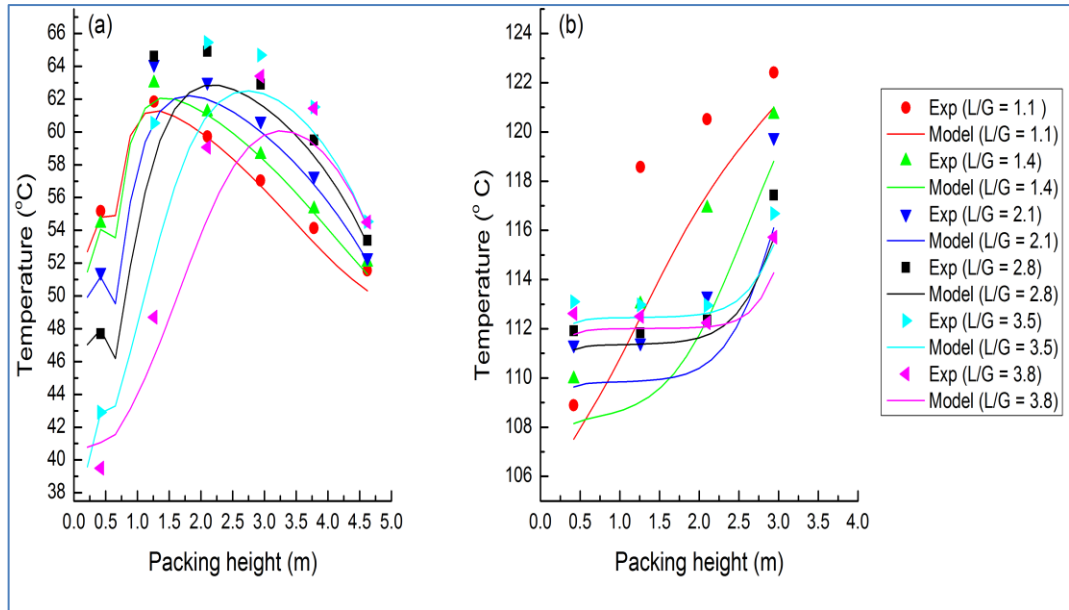 (a)
66
64
62
60
58
56
54
52
50
48
46
44
42
40
38
Temperature (°C)
0.0 0.5 1.0 1.5 2.0 2.5 3.0 3.5 4.0 4.5 5.0
Packing height (m)
(b)
124
122
120
118
116
114
112
110
108
106
Temperature (° C)
0.0 0.5 1.0 1.5 2.0 2.5 3.0 3.5 4.0
Packing height (m)
Exp (L/G = 1.1 )
Model (L/G = 1.1)
Exp (L/G = 1.4)
Model (L/G = 1.4)
Exp (L/G = 2.1)
Model (L/G = 2.1)
Exp (L/G = 2.8)
Model (L/G = 2.8)
Exp (L/G = 3.5)
Model (L/G = 3.5)
Exp (L/G = 3.8)
Model (L/G = 3.8)